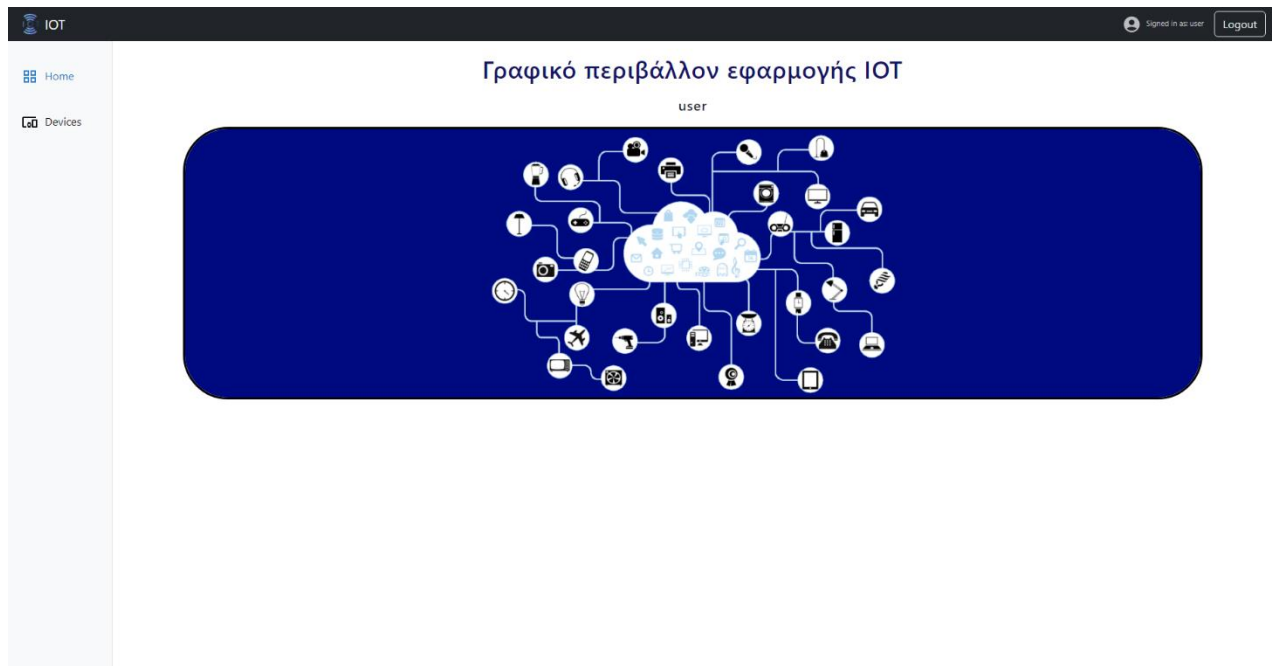 IOT
Signed in as: user
Logout
Home
Devices
Γραφικό περιβάλλον εφαρμογής IOT
user